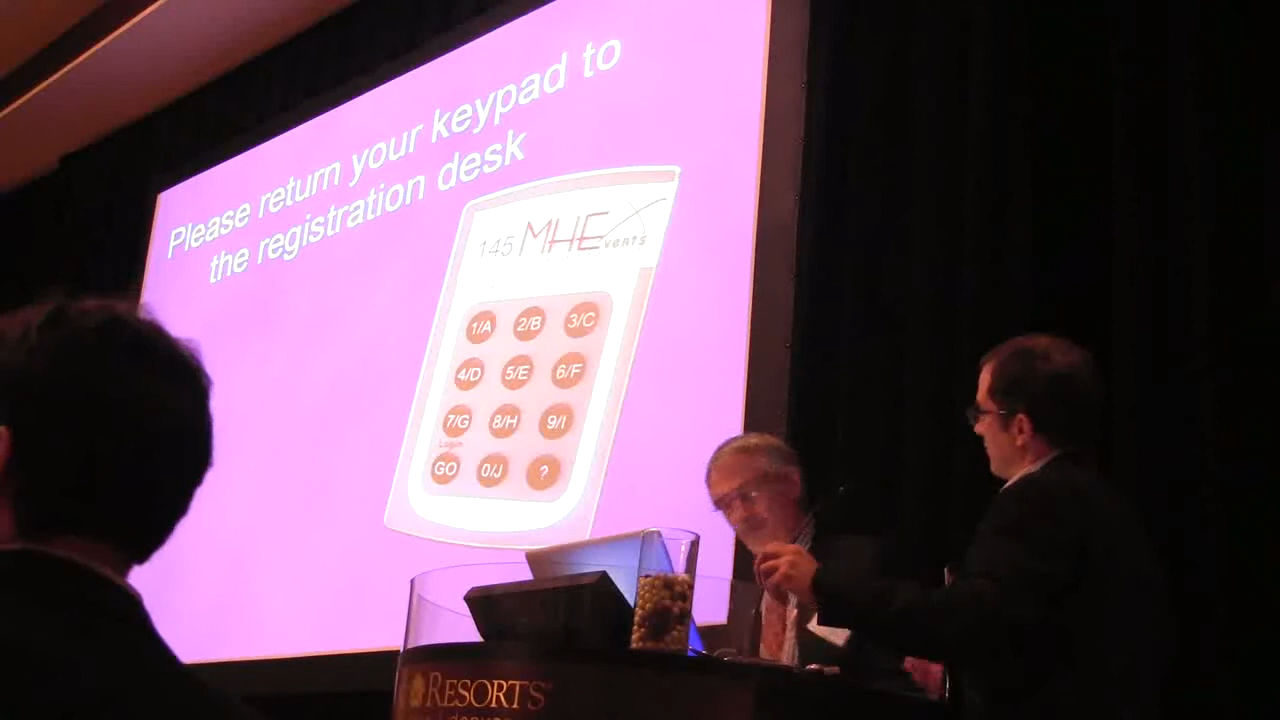 Please return your keypad to
the registration desk
145 MHEvents
1/A 2/B 3/C
4/D 5/E 6/F
7/G 8/H 9/I
Login
GO 0/J ?
RESORTS